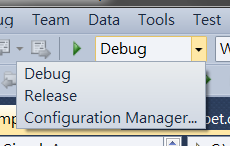 Team Data Tools Test
Debug
Debug
Release
Configuration Manager...